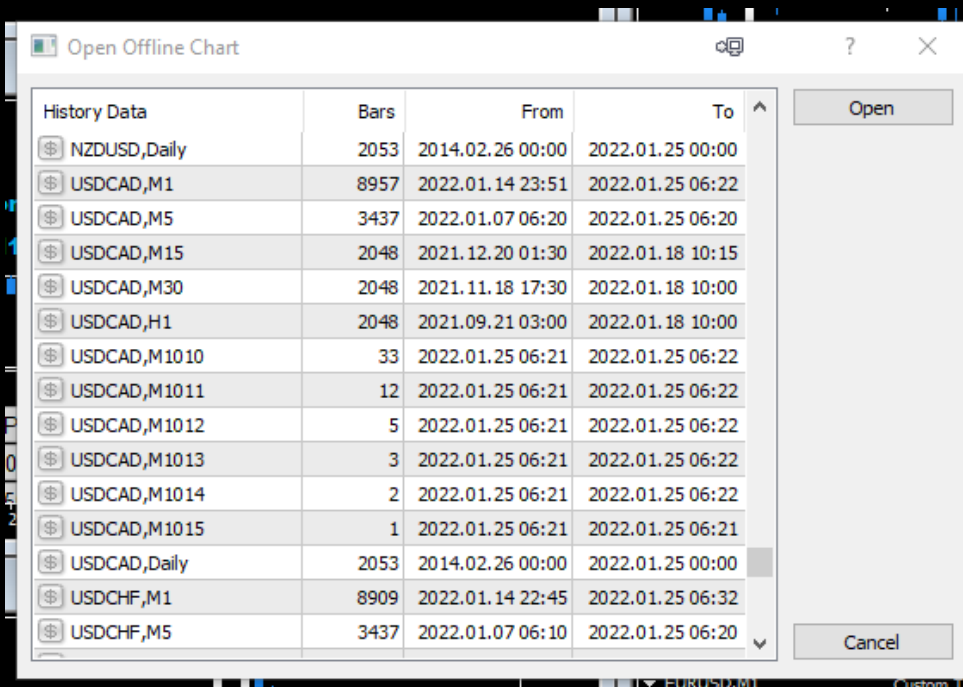 Open Offline Chart ?
History Data Bars From To
Open
NZDUSD,Daily 2053 2014.02.26 00:00 2022.01.25 00:00
USDCAD,M1 8957 2022.01.14 23:51 2022.01.25 06:22
USDCAD,M5 3437 2022.01.07 06:20 2022.01.25 06:20
USDCAD,M15 2048 2021.12.20 01:30 2022.01.18 10:15
USDCAD,M30 2048 2021.11.18 17:30 2022.01.18 10:00
USDCAD,H1 2048 2021.09.21 03:00 2022.01.18 10:00
USDCAD,M1010 33 2022.01.25 06:21 2022.01.25 06:22
USDCAD,M1011 12 2022.01.25 06:21 2022.01.25 06:22
USDCAD,M1012 5 2022.01.25 06:21 2022.01.25 06:22
USDCAD,M1013 3 2022.01.25 06:21 2022.01.25 06:22
USDCAD,M1014 2 2022.01.25 06:21 2022.01.25 06:22
USDCAD,M1015 1 2022.01.25 06:21 2022.01.25 06:21
USDCAD,Daily 2053 2014.02.26 00:00 2022.01.25 00:00
USDCHF,M1 8909 2022.01.14 22:45 2022.01.25 06:32
USDCHF,M5 3437 2022.01.07 06:10 2022.01.25 06:20
Cancel
EURUSD,M1 Custom